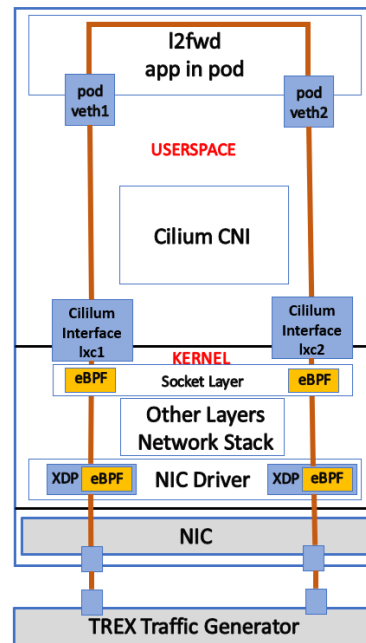 l2fwd
app in pod
pod
veth1
pod
veth2
USERSPACE
Cilium CNI
Cililum
Interface
lxc1
Cililum
Interface
lxc2
KERNEL
eBPF
Socket Layer
eBPF
Other Layers
Network Stack
XDP
eBPF
NIC Driver
XDP
eBPF
NIC
TREX Traffic Generator